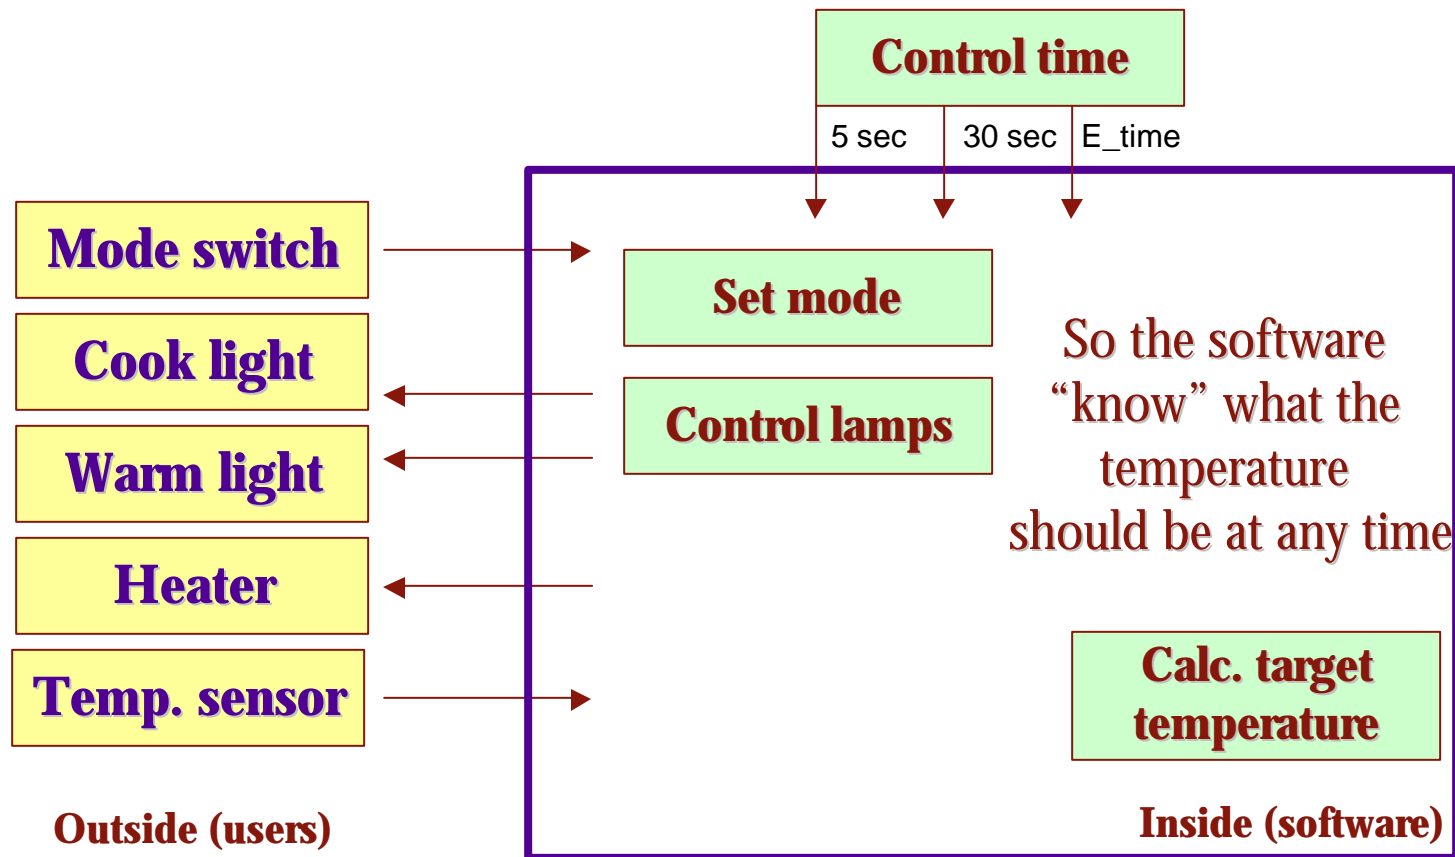 Control time
5 sec
30 sec
E_time
Mode switch
Cook light
Warm light
Heater
Temp. sensor
Outside (users)
Set mode
Control lamps
So the software
“know” what the
temperature
should be at any time
Calc. target
temperature
Inside (software)